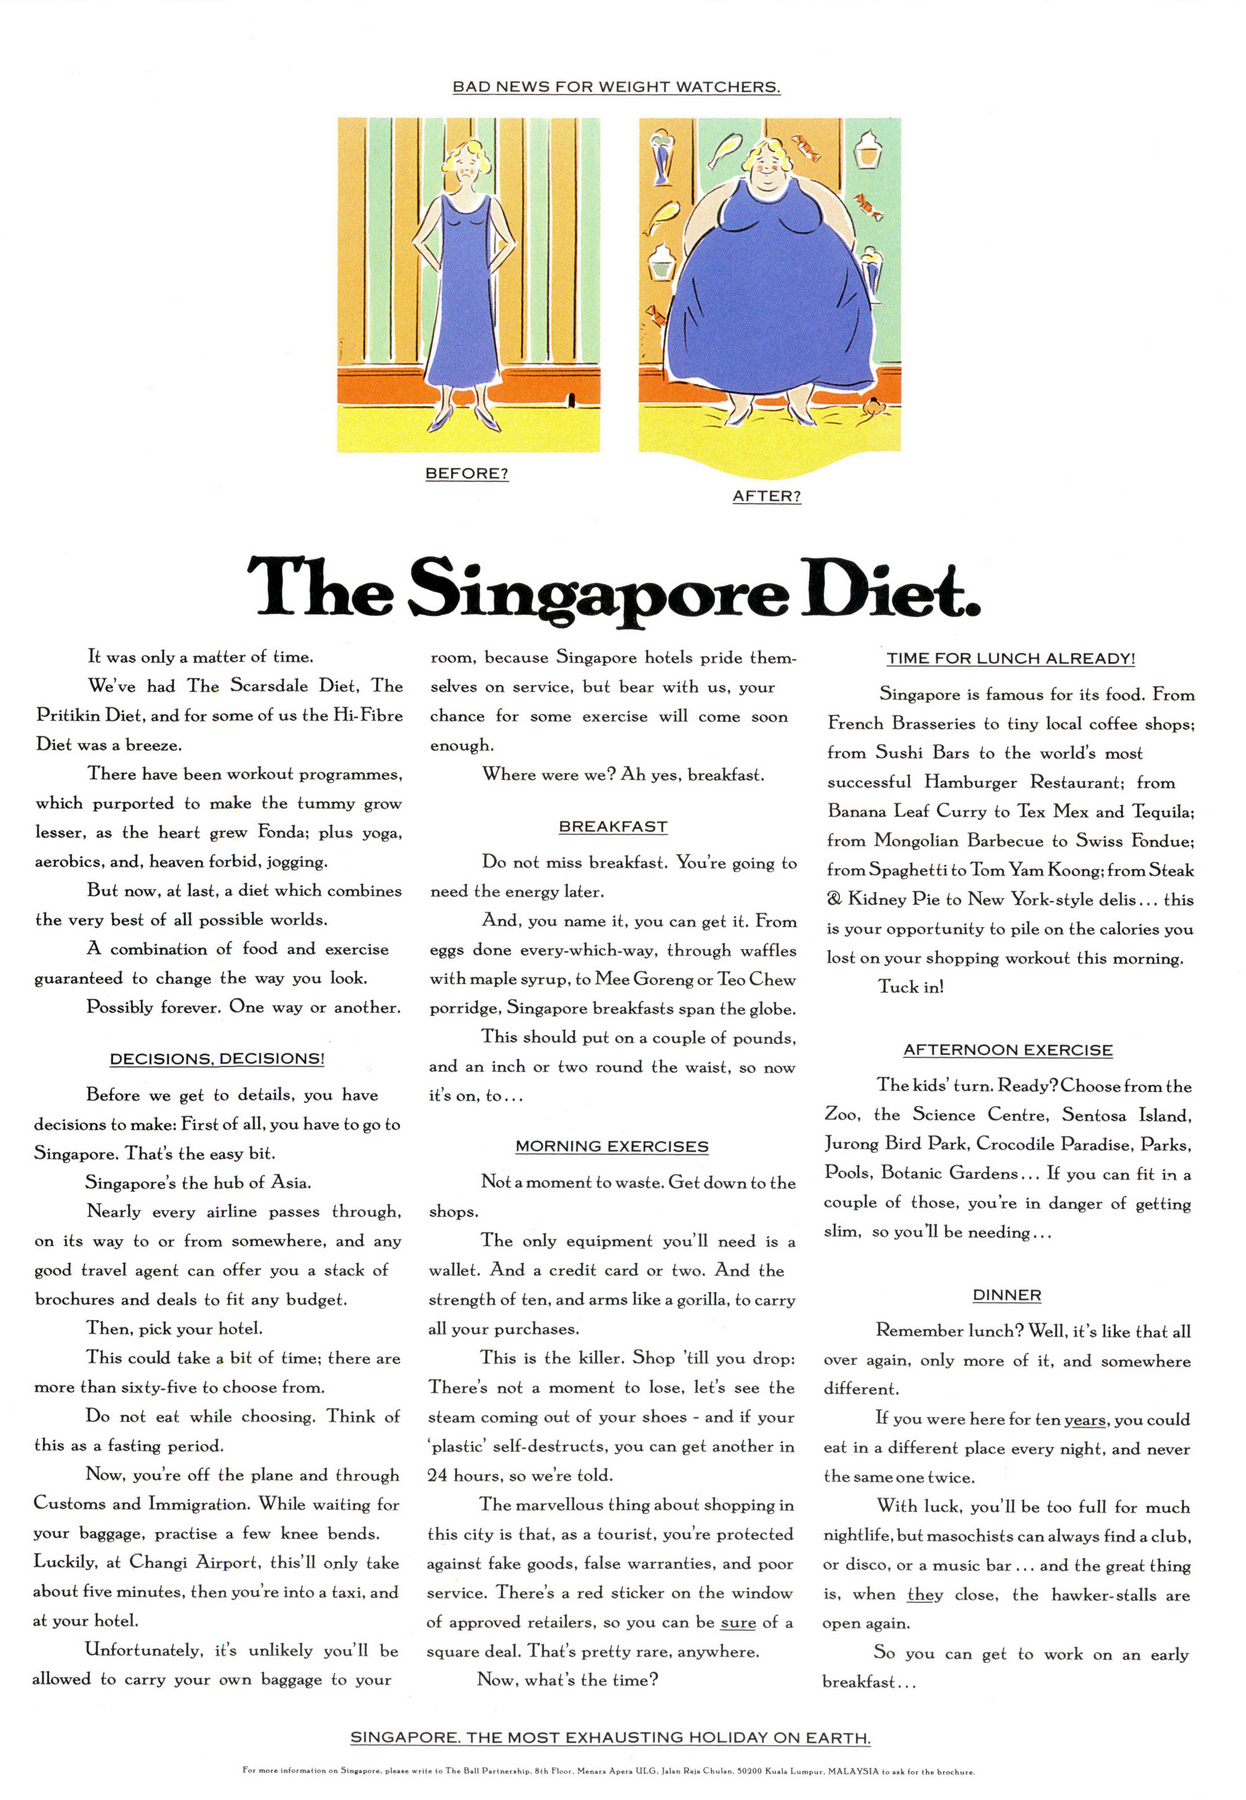 BAD NEWS FOR WEIGHT WATCHERS.
BEFORE?
AFTER?
The Singapore Diet.
It was only a matter of time.
We've had The Scarsdale Diet, The
Pritikin Diet, and for some of us the Hi-Fibre
Diet was a breeze.
There have been workout programmes,
which purported to make the tummy grow
lesser, as the heart grew Fonda; plus yoga,
aerobics, and, heaven forbid, jogging.
But now, at last, a diet which combines
the very best of all possible worlds.
A combination of food and exercise
guaranteed to change the way you look.
Possibly forever. One way or another.
DECISIONS, DECISIONS!
Before we get to details, you have
decisions to make: First of all, you have to go to
Singapore. That's the easy bit.
Singapore's the hub of Asia.
Nearly every airline passes through,
on its way to or from somewhere, and any
good travel agent can offer you a stack of
brochures and deals to fit any budget.
Then, pick your hotel.
This could take a bit of time; there are
more than sixty-five to choose from.
Do not eat while choosing. Think of
this as a fasting period.
Now, you're off the plane and through
Customs and Immigration. While waiting for
your baggage, practise a few knee bends.
Luckily, at Changi Airport, this'll only take
about five minutes, then you're into a taxi, and
at your hotel.
Unfortunately, it's unlikely you'll be
allowed to carry your own baggage to your
room, because Singapore hotels pride them-
selves on service, but bear with us, your
chance for some exercise will come soon
enough.
Where were we? Ah yes, breakfast.
BREAKFAST
Do not miss breakfast. You're going to
need the energy later.
And, you name it, you can get it. From
eggs done every-which-way, through waffles
with maple syrup, to Mee Goreng or Teo Chew
porridge, Singapore breakfasts span the globe.
This should put on a couple of pounds,
and an inch or two round the waist, so now
it's on, to...
MORNING EXERCISES
Not a moment to waste. Get down to the
shops.
The only equipment you'll need is a
wallet. And a credit card or two. And the
strength of ten, and arms like a gorilla, to carry
all your purchases.
This is the killer. Shop 'till you drop:
There's not a moment to lose, let's see the
steam coming out of your shoes - and if your
'plastic' self-destructs, you can get another in
24 hours, so we're told.
The marvellous thing about shopping in
this city is that, as a tourist, you're protected
against fake goods, false warranties, and poor
service. There's a red sticker on the window
of approved retailers, so you can be sure of a
square deal. That's pretty rare, anywhere.
Now, what's the time?
TIME FOR LUNCH ALREADY!
Singapore is famous for its food. From
French Brasseries to tiny local coffee shops;
from Sushi Bars to the world's most
successful Hamburger Restaurant; from
Banana Leaf Curry to Tex Mex and Tequila;
from Mongolian Barbecue to Swiss Fondue;
from Spaghetti to Tom Yam Koong; from Steak
& Kidney Pie to New York-style delis... this
is your opportunity to pile on the calories you
lost on your shopping workout this morning.
Tuck in!
AFTERNOON EXERCISE
The kids' turn. Ready? Choose from the
Zoo, the Science Centre, Sentosa Island,
Jurong Bird Park, Crocodile Paradise, Parks,
Pools, Botanic Gardens... If you can fit in a
couple of those, you're in danger of getting
slim, so you'll be needing...
DINNER
Remember lunch? Well, it's like that all
over again, only more of it, and somewhere
different.
If you were here for ten years, you could
eat in a different place every night, and never
the same one twice.
With luck, you'll be too full for much
nightlife, but masochists can always find a club,
or disco, or a music bar... and the great thing
is, when they close, the hawker-stalls are
open again.
So you can get to work on an early
breakfast...
SINGAPORE. THE MOST EXHAUSTING HOLIDAY ON EARTH.
For more information on Singapore, please write to The Ball Partnership, 8th Floor, Menara Apera ULG, Jalan Raja Chulan, 50200 Kuala Lumpur, MALAYSIA to ask for the brochure.